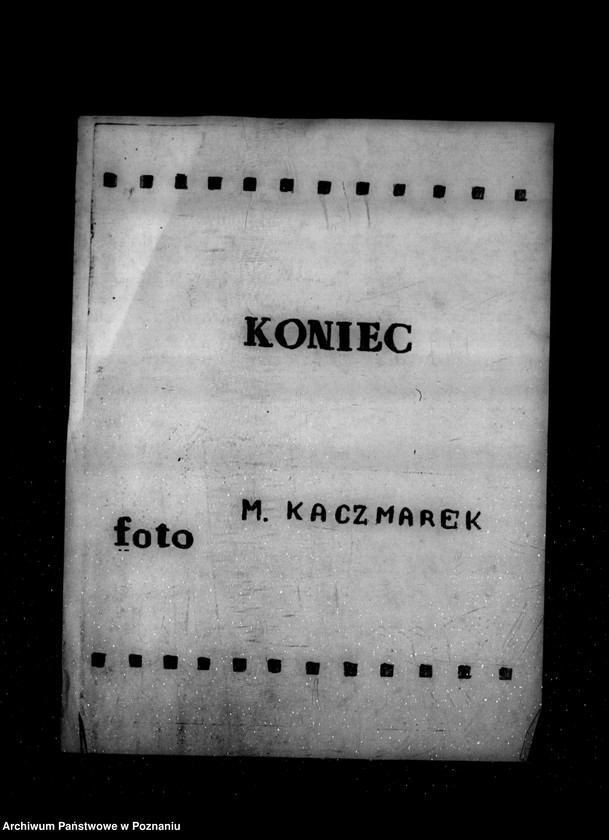 KONIEC
M. KACZMAREK
foto
Archiwum Państwowe w Poznaniu